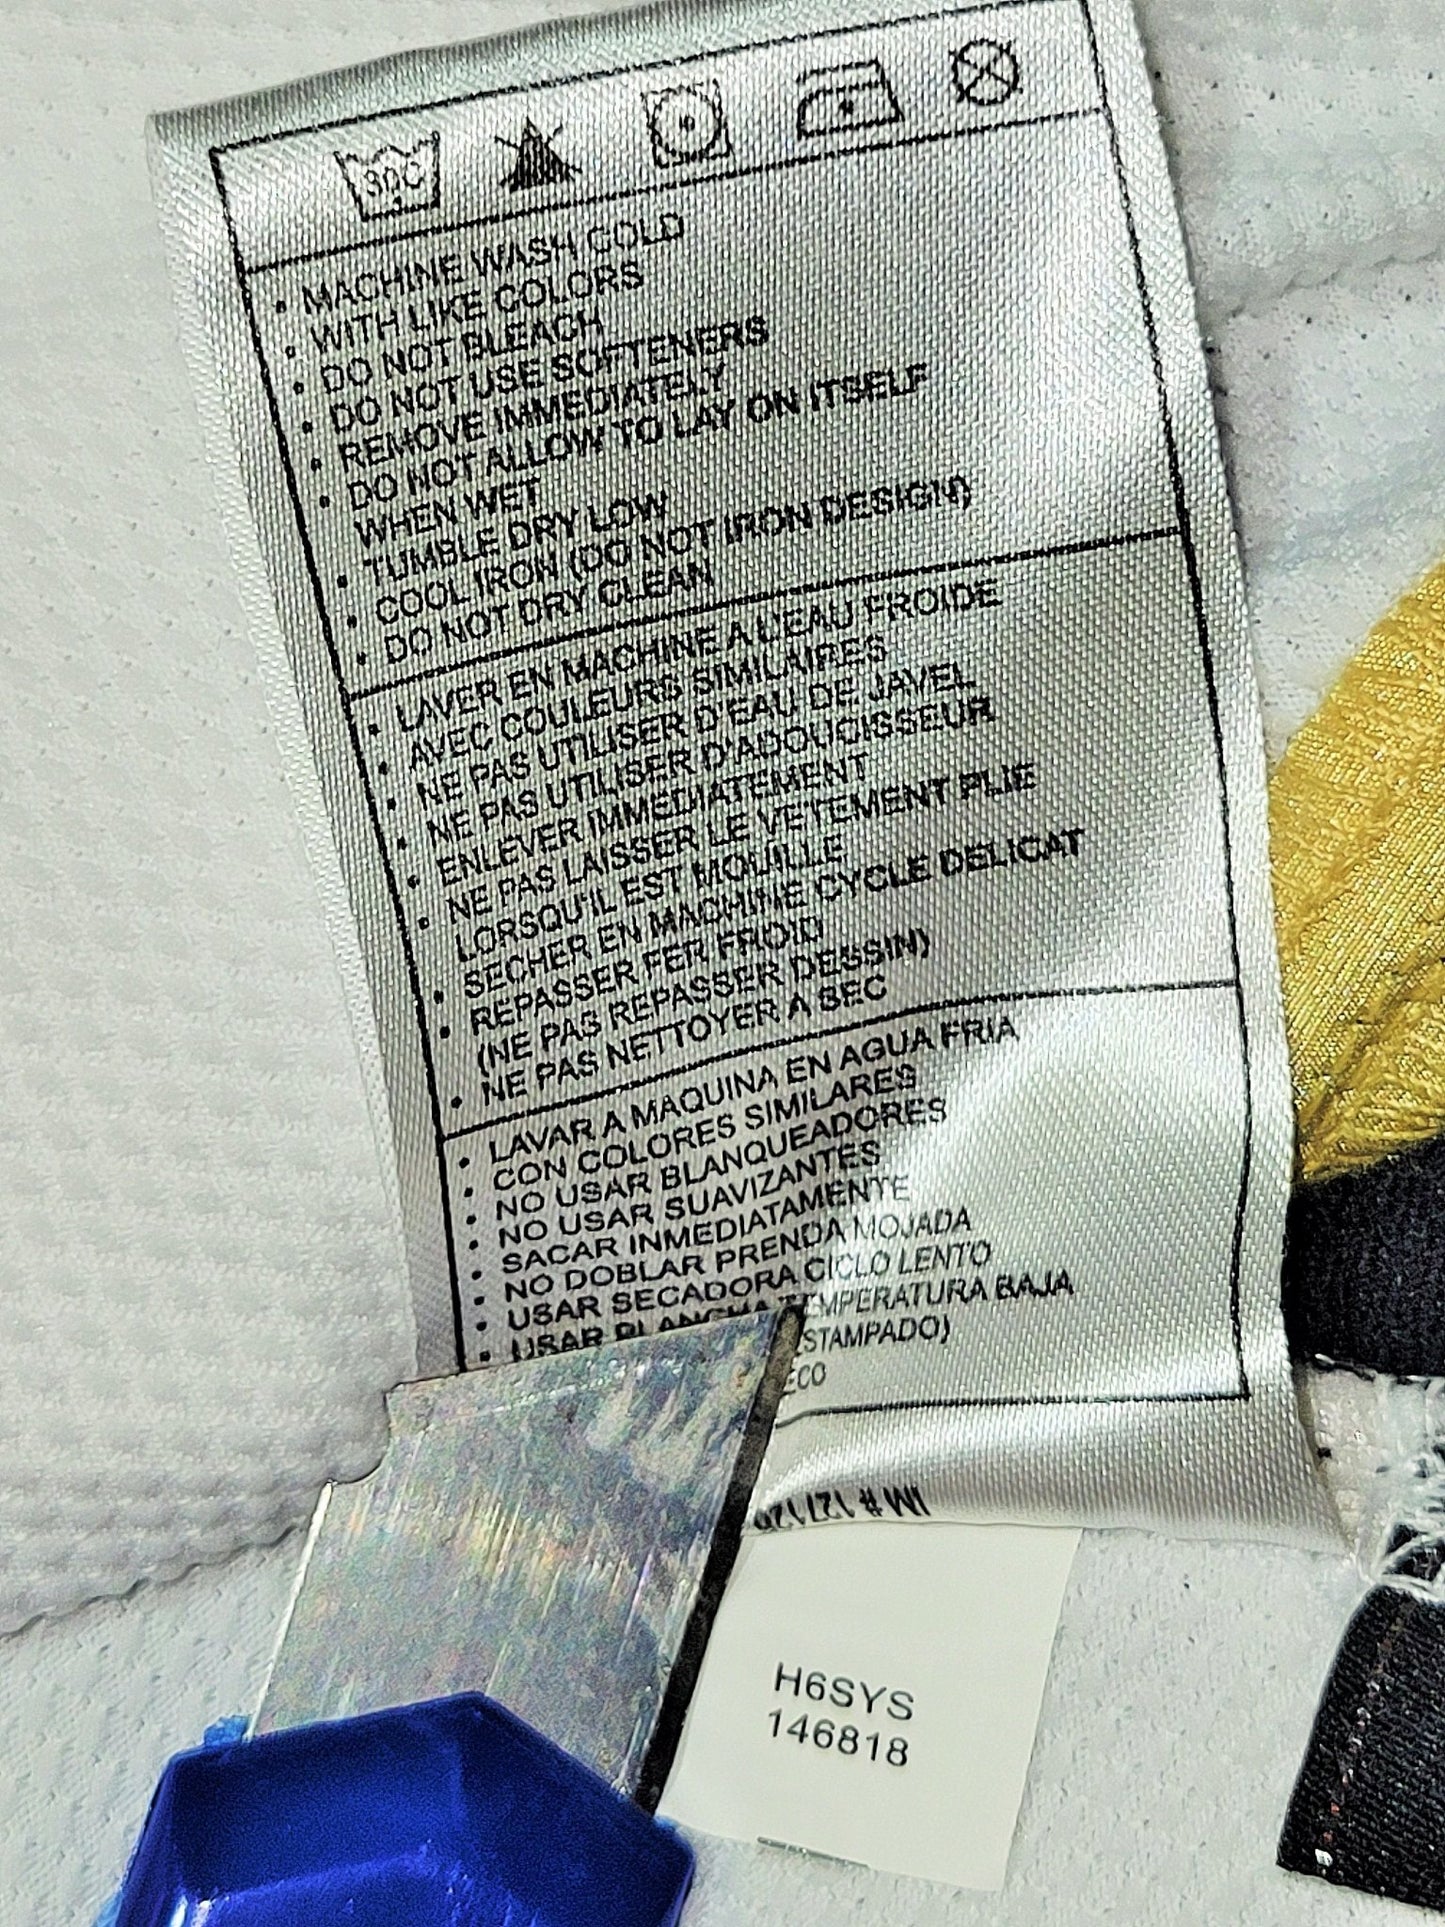 30C
• MACHINE WASH COLD
WITH LIKE COLORS
• DO NOT BLEACH
• DO NOT USE SOFTENERS
• REMOVE IMMEDIATELY
• DO NOT ALLOW TO LAY ON ITSELF
WHEN WET
• TUMBLE DRY LOW
• COOL IRON (DO NOT IRON DESIGN)
• DO NOT DRY CLEAN
• LAVER EN MACHINE A L'EAU FROIDE
AVEC COULEURS SIMILAIRES
• NE PAS UTILISER D'EAU DE JAVEL
• NE PAS UTILISER D'ADOUCISSEUR
• ENLEVER IMMEDIATEMENT
• NE PAS LAISSER LE VETEMENT PLIE
LORSQU'IL EST MOUILLE
• SECHER EN MACHINE CYCLE DELICAT
• REPASSER FER FROID
(NE PAS REPASSER DESSIN)
• NE PAS NETTOYER A SEC
• LAVAR A MAQUINA EN AGUA FRIA
CON COLORES SIMILARES
• NO USAR BLANQUEADORES
• NO USAR SUAVIZANTES
• SACAR INMEDIATAMENTE
• NO DOBLAR PRENDA MOJADA
• USAR SECADORA CICLO LENTO
• USAR PLANCHA TEMPERATURA BAJA
STAMPADO)
ECO
IM #
H6SYS
146818